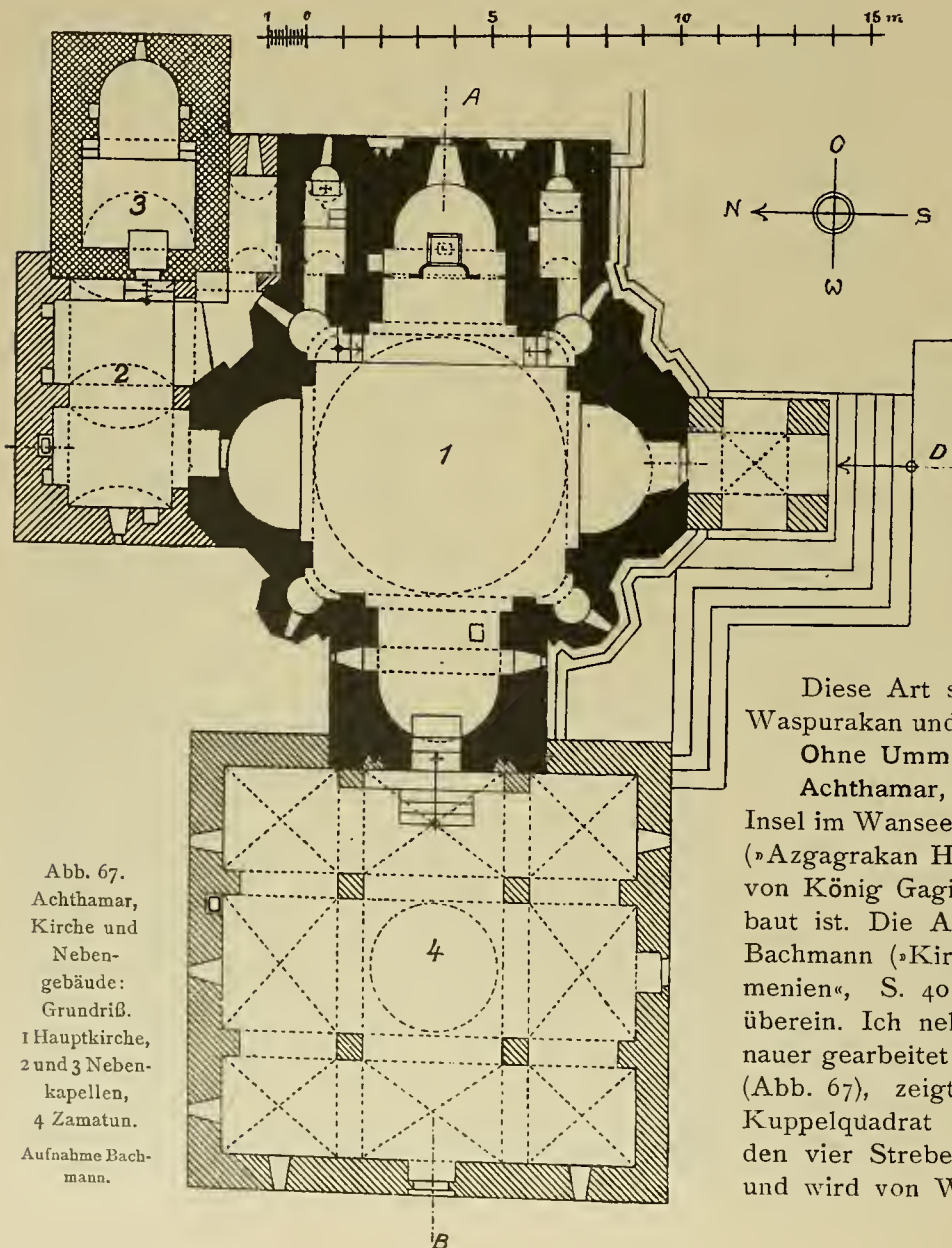 1 0 5 10 15 m
A
O
N S
W
3
2
1
D
4
B
Abb. 67.
Achthamar,
Kirche und
Neben-
gebäude:
Grundriß.
1 Hauptkirche,
2 und 3 Neben-
kapellen,
4 Zamatun.
Aufnahme Bach-
mann.
Diese Art s
Waspurakan und
Ohne Umm
Achthamar,
Insel im Wansee
(»Azgagrakan H
von König Gagi
baut ist. Die A
Bachmann (»Kir
menien«, S. 40
überein. Ich neh
nauer gearbeitet
(Abb. 67), zeigt
Kuppelquadrat
den vier Strebe
und wird von W